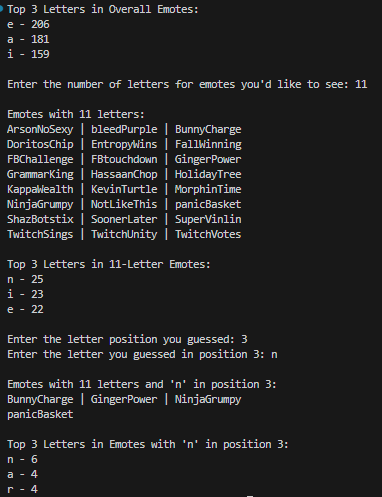 Top 3 Letters in Overall Emotes:
e - 206
a - 181
i - 159
Enter the number of letters for emotes you'd like to see: 11
Emotes with 11 letters:
ArsonNoSexy | bleedPurple | BunnyCharge
DoritosChip | EntropyWins | FallWinning
FBChallenge | FBtouchdown | GingerPower
GrammarKing | HassaanChop | HolidayTree
KappaWealth | KevinTurtle | MorphinTime
NinjaGrumpy | NotLikeThis | panicBasket
ShazBotstix | SoonerLater | SuperVinlin
TwitchSings | TwitchUnity | TwitchVotes
Top 3 Letters in 11-Letter Emotes:
n - 25
i - 23
e - 22
Enter the letter position you guessed: 3
Enter the letter you guessed in position 3: n
Emotes with 11 letters and 'n' in position 3:
BunnyCharge | GingerPower | NinjaGrumpy
panicBasket
Top 3 Letters in Emotes with 'n' in position 3:
n - 6
a - 4
r - 4